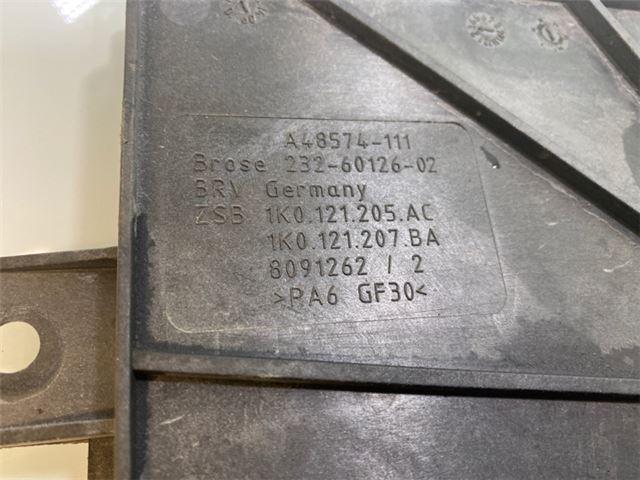 A48574-111
Brose 232-60126-02
BRV Germany
ZSB 1K0.121.205.AC
1K0.121.207.BA
8091262 / 2
>PA6 GF30<